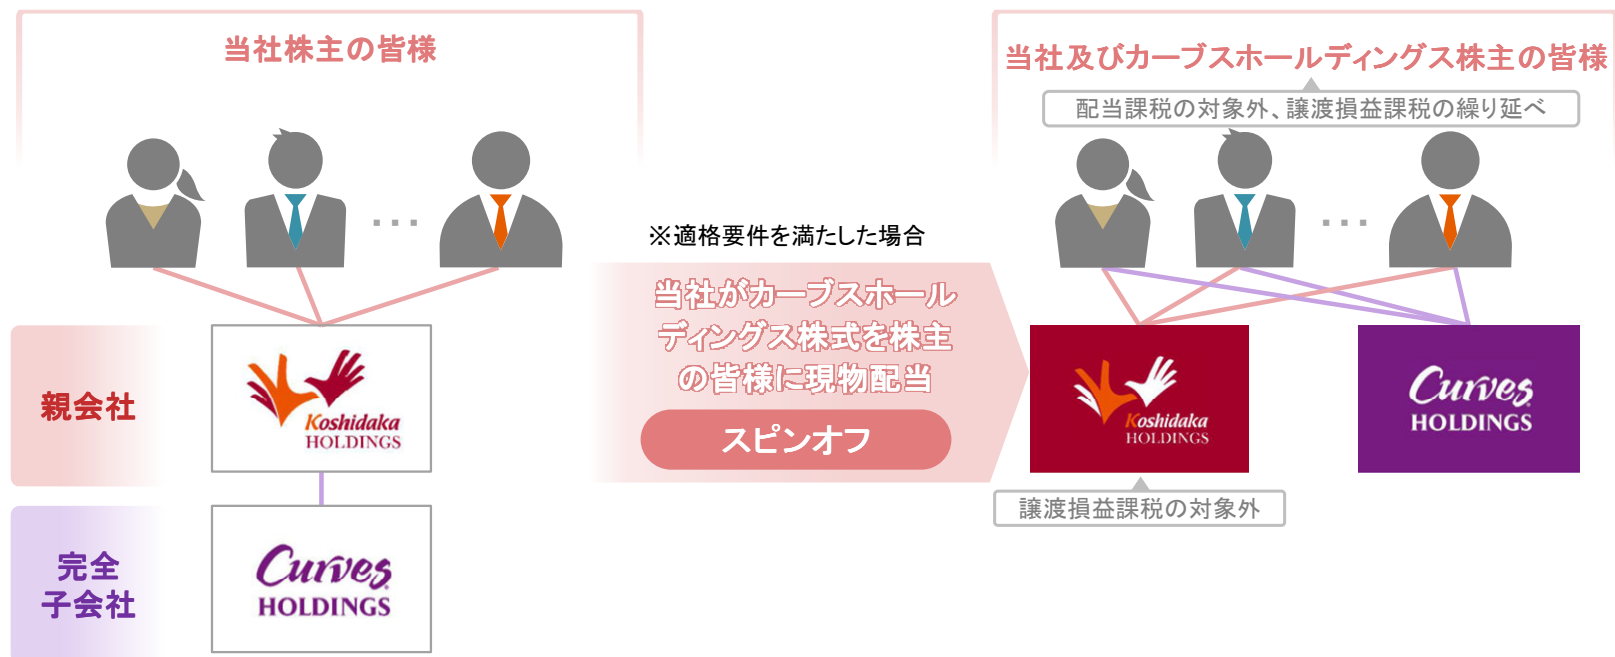 当社株主の皆様
親会社
Koshidaka
HOLDINGS
完全
子会社
Curves
HOLDINGS
※適格要件を満たした場合
当社がカーブスホール
ディングス株式を株主
の皆様に現物配当
スピンオフ
当社及びカーブスホールディングス株主の皆様
配当課税の対象外、譲渡損益課税の繰り延べ
Koshidaka
HOLDINGS
Curves
HOLDINGS
譲渡損益課税の対象外